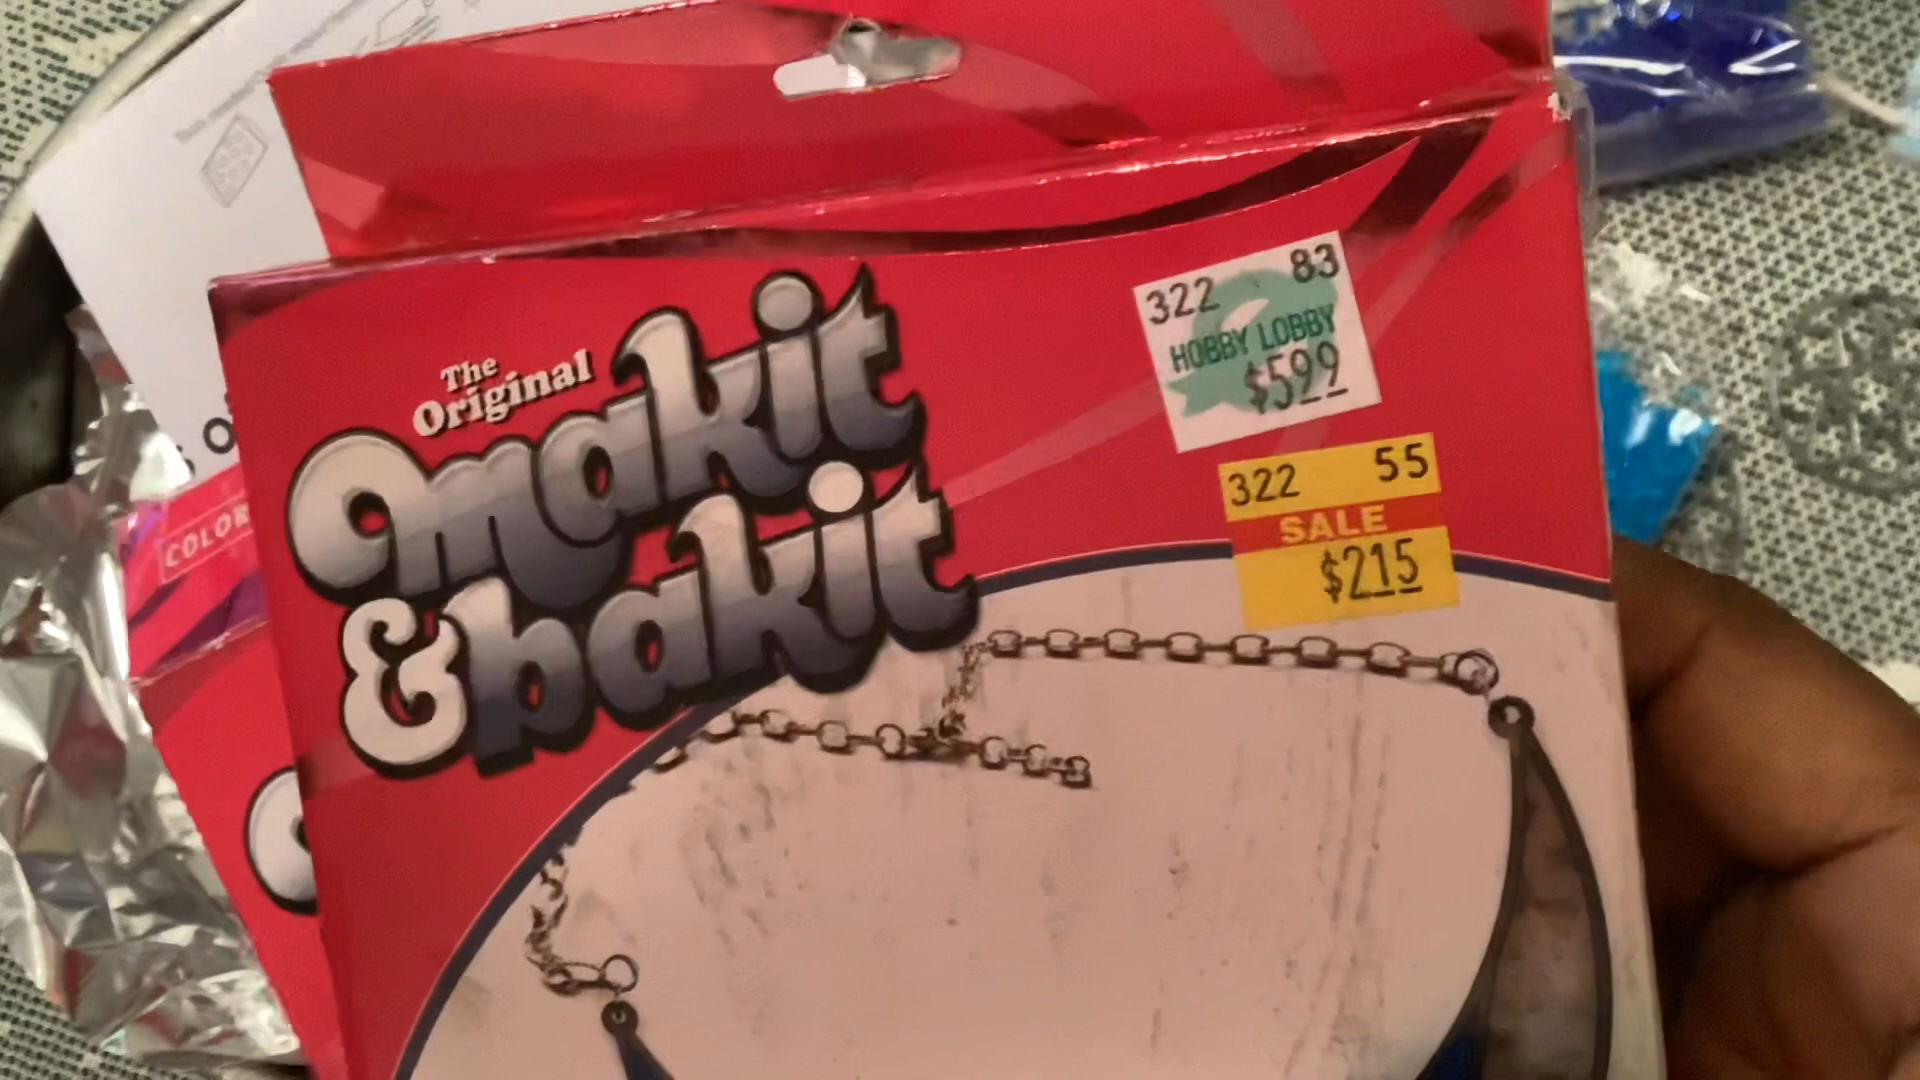 The
Original
makit
& bakit
322 83
HOBBY LOBBY
$5.99
322 55
SALE
$2.15
COLOR